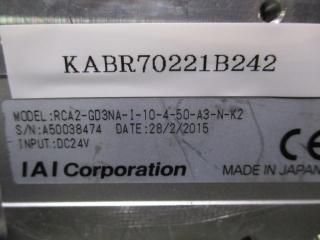 KABR70221B242
MODEL:RCA2-GD3NA-I-10-4-50-A3-N-K2
S/N:A50038474 DATE:28/2/2015
INPUT:DC24V
IAI Corporation MADE IN JAPAN
CE